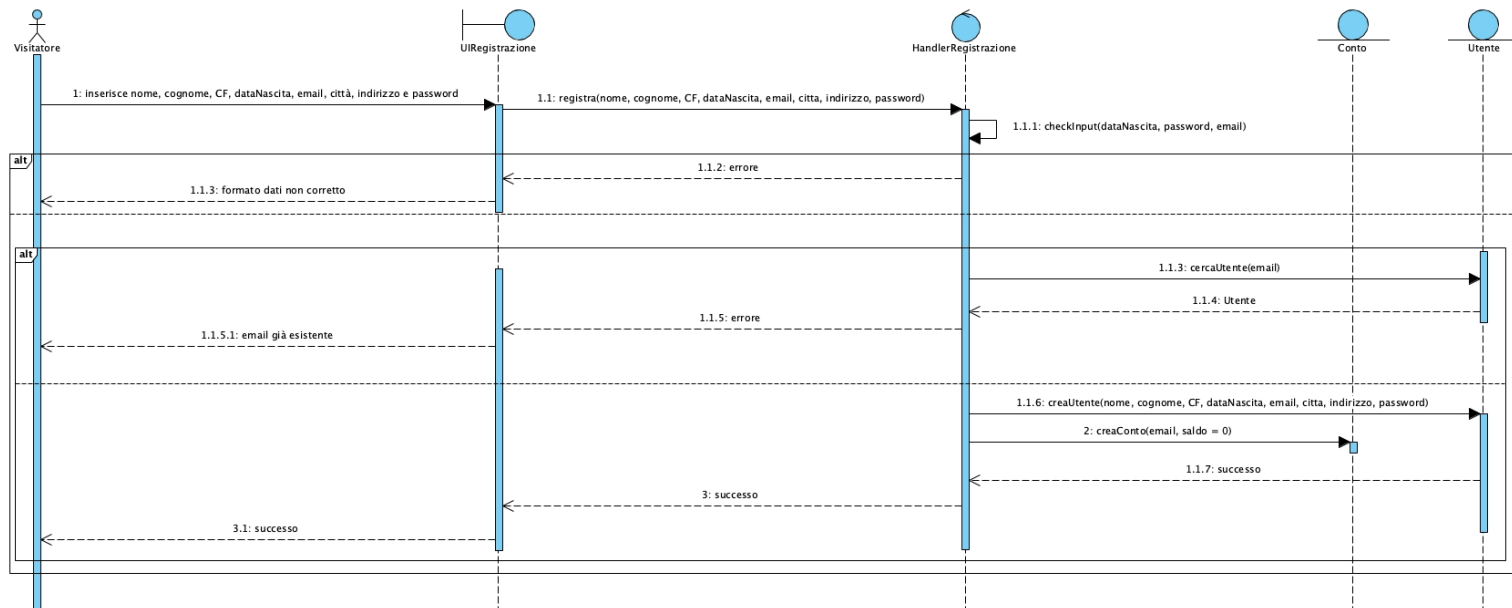 Visitatore
UIRegistrazione
HandlerRegistrazione
Conto
Utente
1: inserisce nome, cognome, CF, dataNascita, email, città, indirizzo e password
1.1: registra(nome, cognome, CF, dataNascita, email, citta, indirizzo, password)
1.1.1: checkInput(dataNascita, password, email)
alt
1.1.2: errore
1.1.3: formato dati non corretto
alt
1.1.3: cercaUtente(email)
1.1.4: Utente
1.1.5: errore
1.1.5.1: email già esistente
1.1.6: creaUtente(nome, cognome, CF, dataNascita, email, citta, indirizzo, password)
2: creaConto(email, saldo = 0)
1.1.7: successo
3: successo
3.1: successo